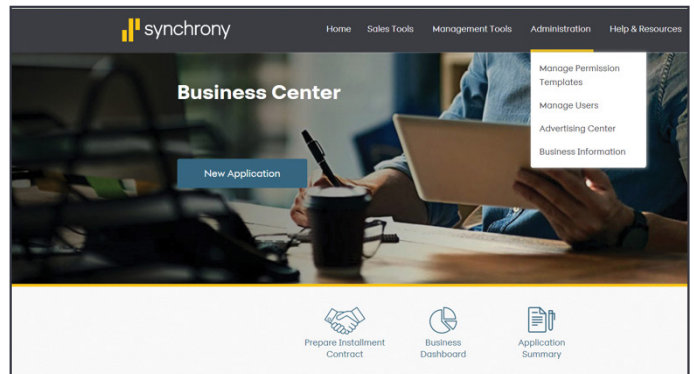 synchrony
Home Sales Tools Management Tools Administration Help & Resources
Manage Permission
Templates
Manage Users
Advertising Center
Business Information
Business Center
New Application
Prepare Installment
Contract
Business
Dashboard
Application
Summary